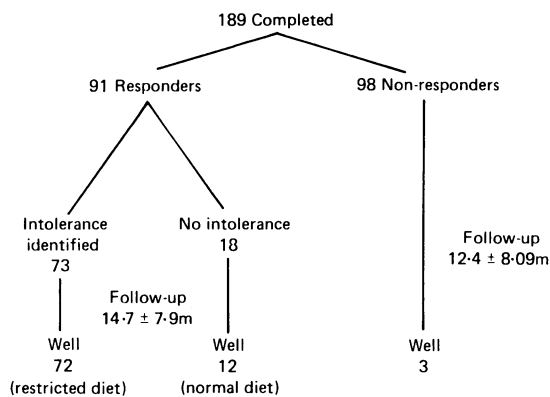 189 Completed
91 Responders
98 Non-responders
Intolerance
identified
73
No intolerance
18
Follow-up
12·4 ± 8·09m
Follow-up
14·7 ± 7·9m
Well
72
(restricted diet)
Well
12
(normal diet)
Well
3